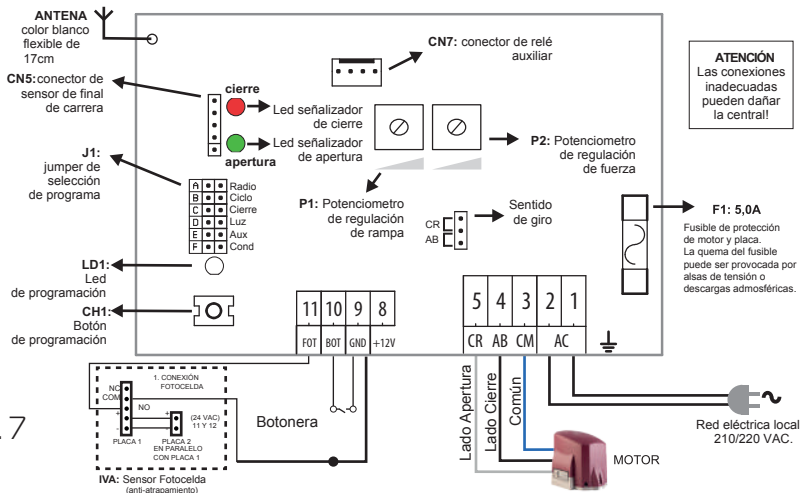 ANTENA
color blanco
flexible de
17cm
CN5: conector de
sensor de final
de carrera
J1:
jumper de
selección
de programa
LD1:
Led
de programación
CH1:
Botón
de programación
cierre
apertura
Led señalizador
de cierre
Led señalizador
de apertura
CN7: conector de relé
auxiliar
P1: Potenciometro
de regulación
de rampa
P2: Potenciometro
de regulación
de fuerza
ATENCIÓN
Las conexiones
inadecuadas
pueden dañar
la central!
A Radio
B Ciclo
C Cierre
D Luz
E Aux
F Cond
CR
AB
Sentido
de giro
F1: 5,0A
Fusible de protección
de motor y placa.
La quema del fusible
puede ser provocada por
alsas de tensión o
descargas admosféricas.
11 10 9 8
FOT BOT GND +12V
5 4 3 2 1
CR AB CM AC
1. CONEXIÓN
FOTOCELDA
NC
COM
NO
+
-
+
-
(24 VAC)
11 Y 12
PLACA 1
PLACA 2
EN PARALELO
CON PLACA 1
IVA: Sensor Fotocelda
(anti-atrapamiento)
Botonera
Lado Apertura
Lado Cierre
Común
MOTOR
Red eléctrica local
210/220 VAC.
.7